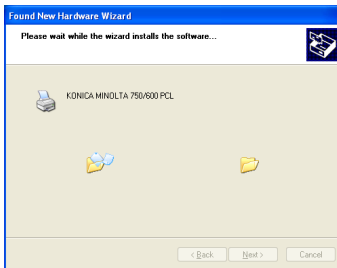 Found New Hardware Wizard
Please wait while the wizard installs the software...
KONICA MINOLTA 750/600 PCL
< Back Next > Cancel